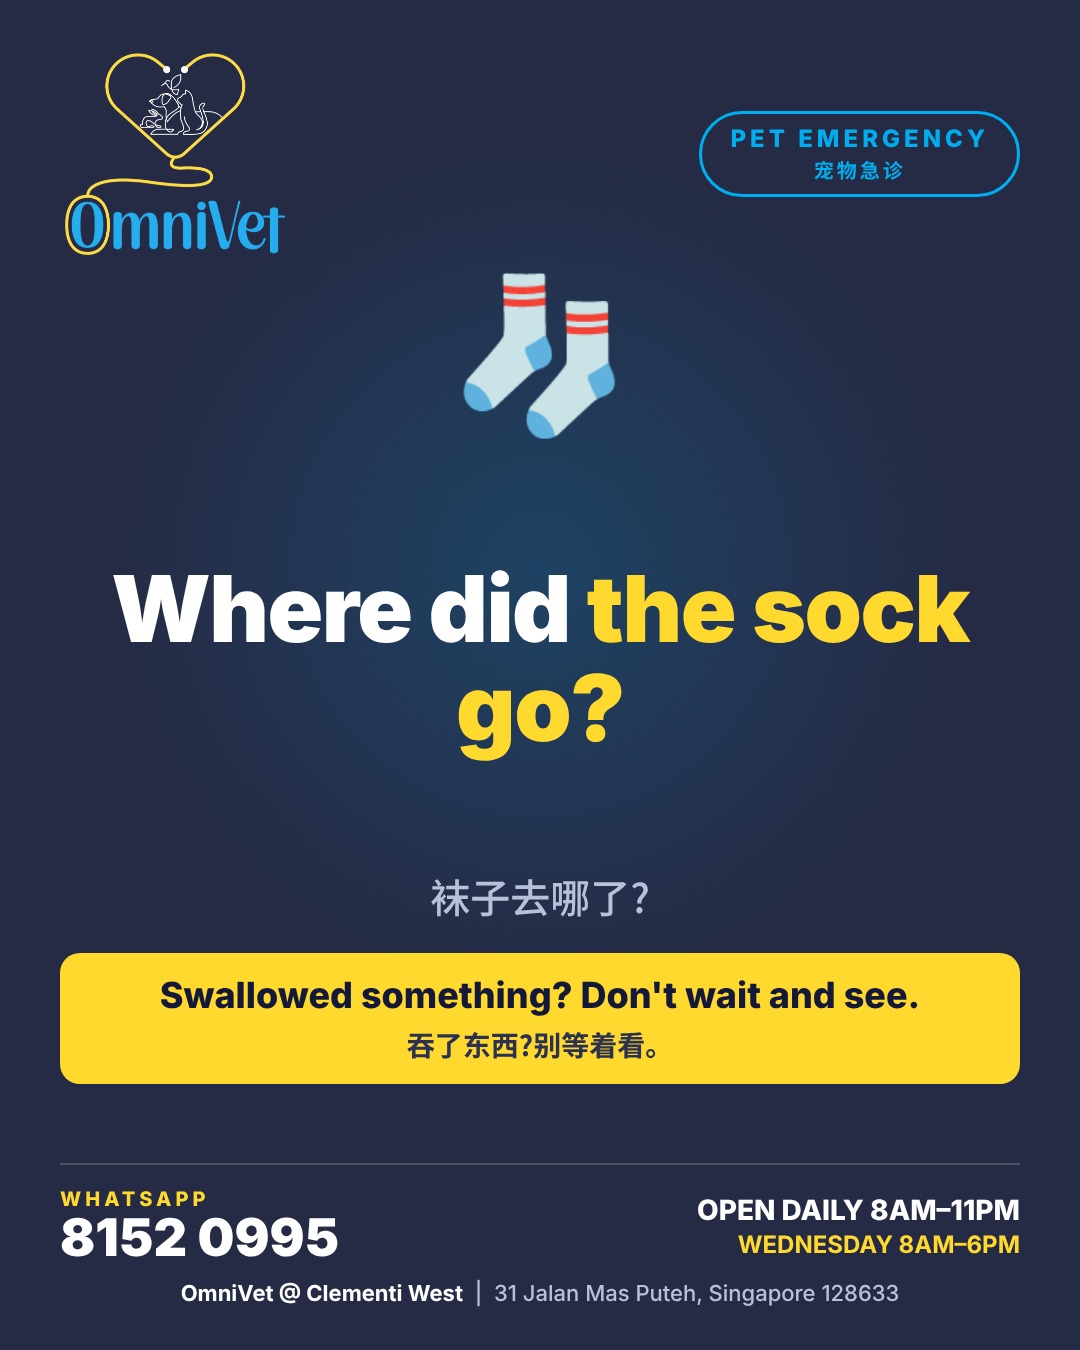 OmniVet
PET EMERGENCY
宠物急诊
Where did the sock
go?
袜子去哪了?
Swallowed something? Don't wait and see.
吞了东西?别等着看。
WHATSAPP
8152 0995
OPEN DAILY 8AM–11PM
WEDNESDAY 8AM–6PM
OmniVet @ Clementi West | 31 Jalan Mas Puteh, Singapore 128633